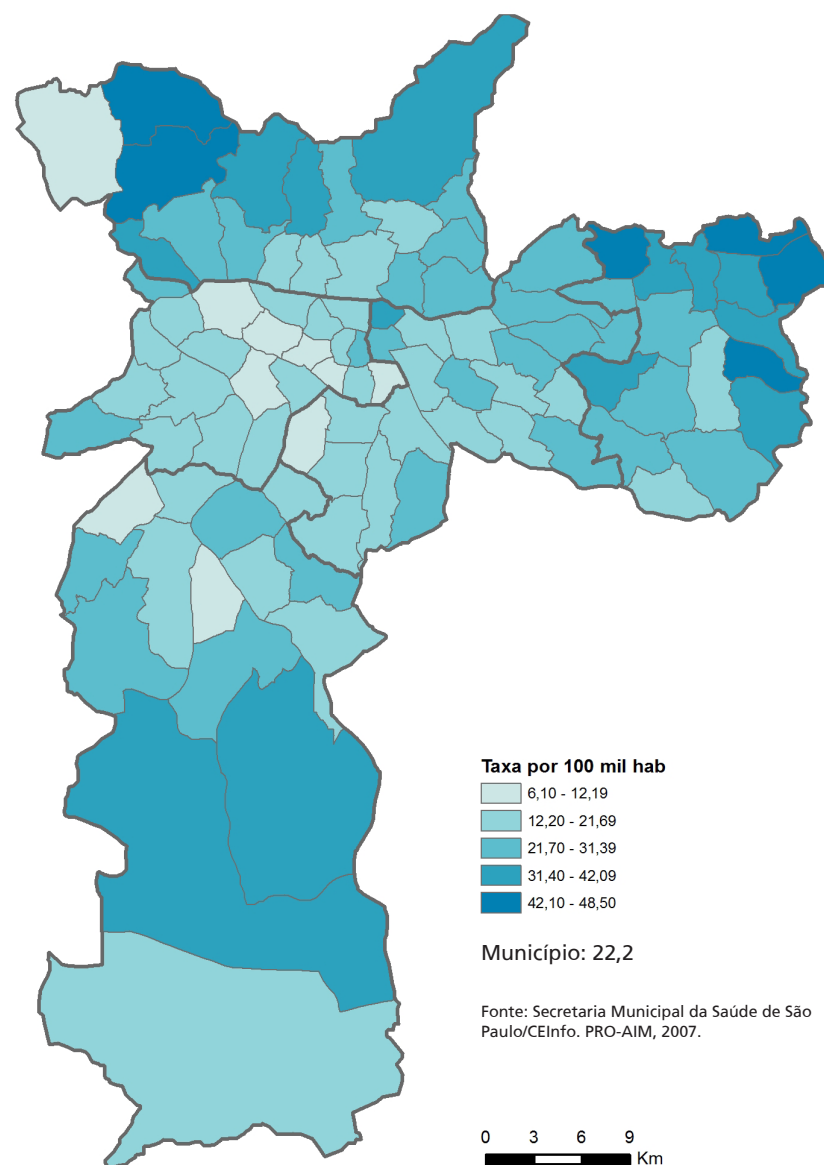 Taxa por 100 mil hab
6,10 - 12,19
12,20 - 21,69
21,70 - 31,39
31,40 - 42,09
42,10 - 48,50
Município: 22,2
Fonte: Secretaria Municipal da Saúde de São
Paulo/CEInfo. PRO-AIM, 2007.
0 3 6 9
Km